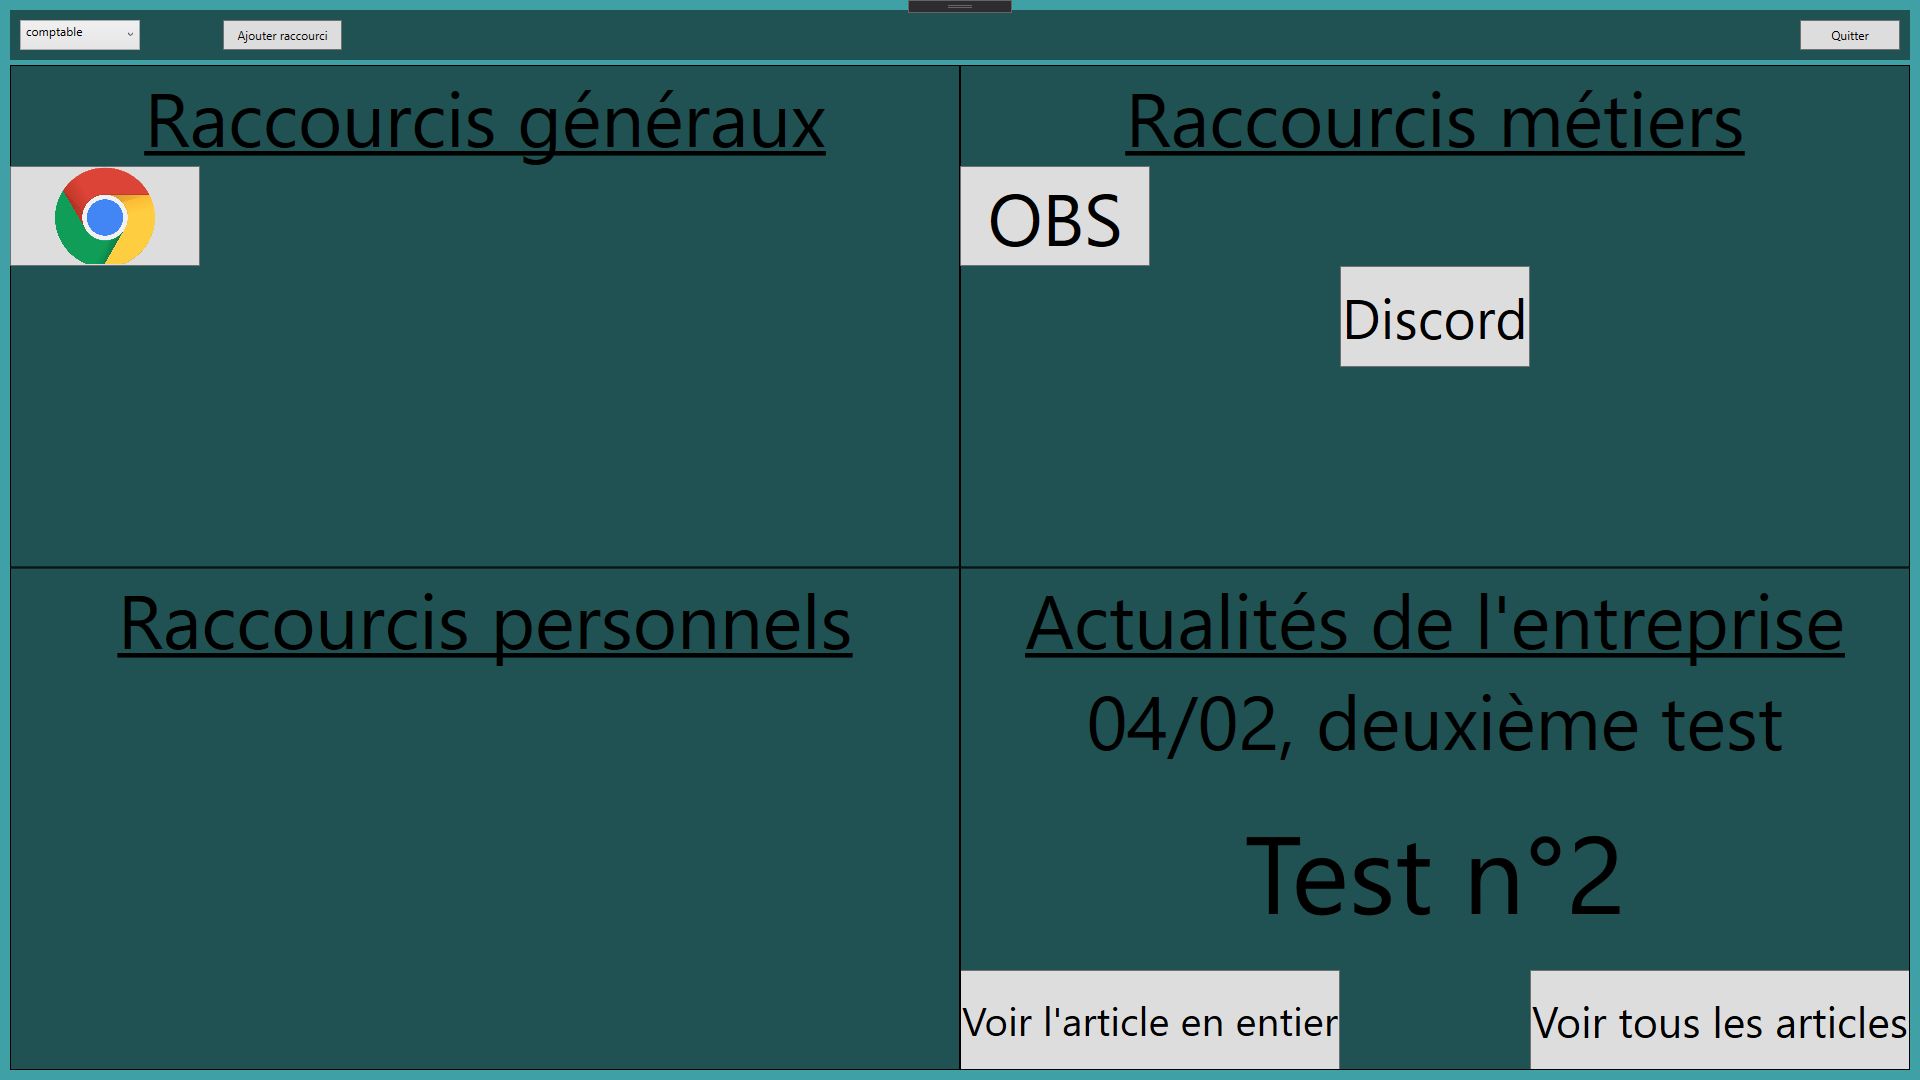 comptable
Ajouter raccourci
Quitter
Raccourcis généraux
Raccourcis métiers
OBS
Discord
Raccourcis personnels
Actualités de l'entreprise
04/02, deuxième test
Test n°2
Voir l'article en entier
Voir tous les articles